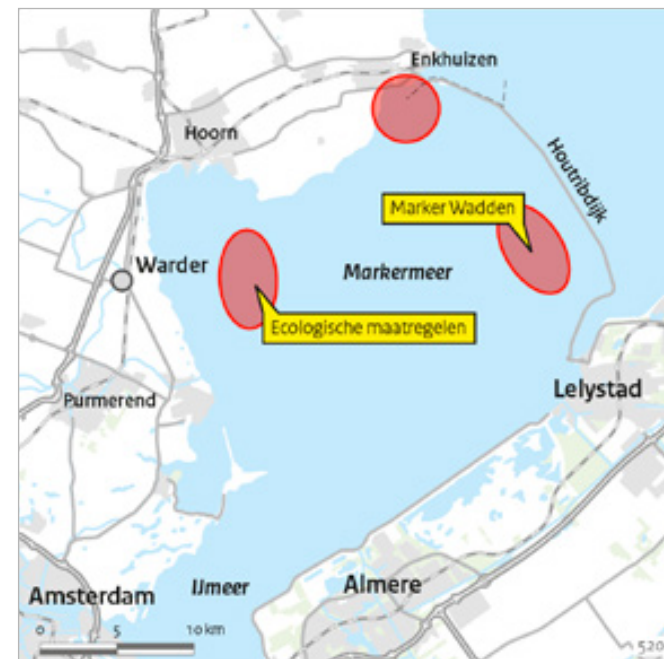 Enkhuizen
Hoorn
Houtribdijk
Marker Wadden
Warder
Markermeer
Ecologische maatregelen
Lelystad
Purmerend
IJmeer
Almere
Amsterdam
0 5 10 km
520